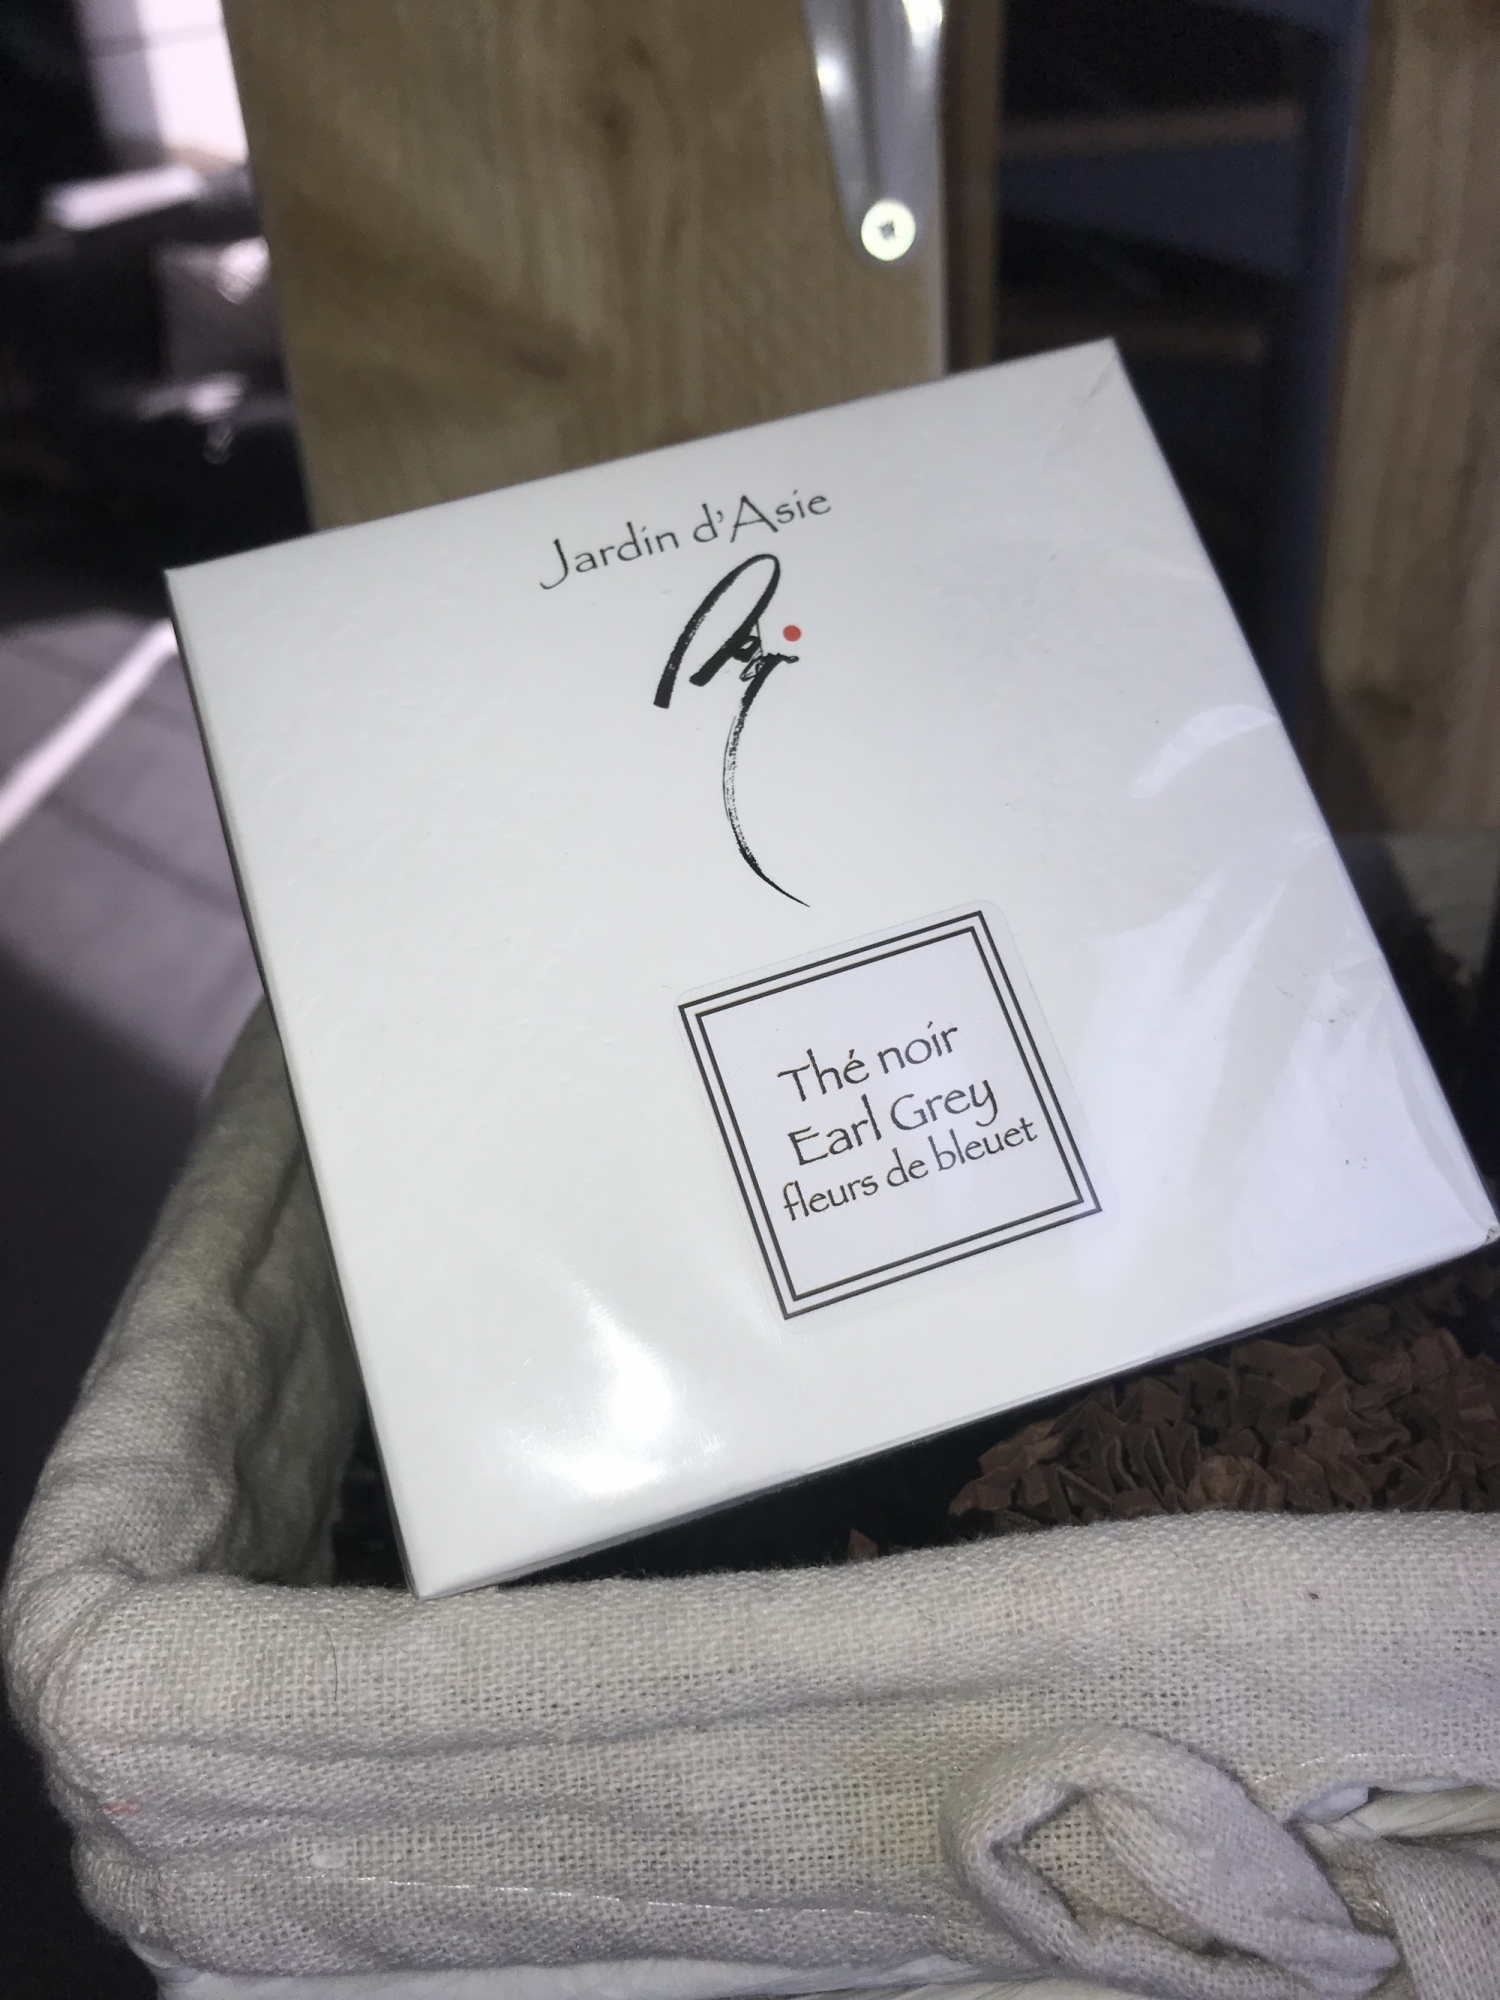 Jardin d'Asie
Thé noir
Earl Grey
fleurs de bleuet